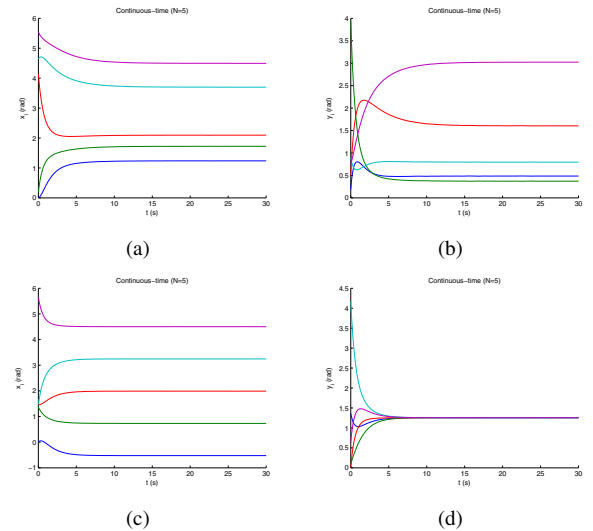 Continuous-time (N=5)
6
5
4
3
2
1
0
x_i (rad)
0 5 10 15 20 25 30
t (s)
(a)
Continuous-time (N=5)
4
3.5
3
2.5
2
1.5
1
0.5
0
y_i (rad)
0 5 10 15 20 25 30
t (s)
(b)
Continuous-time (N=5)
6
5
4
3
2
1
0
−1
x_i (rad)
0 5 10 15 20 25 30
t (s)
(c)
Continuous-time (N=5)
4.5
4
3.5
3
2.5
2
1.5
1
0.5
0
y_i (rad)
0 5 10 15 20 25 30
t (s)
(d)